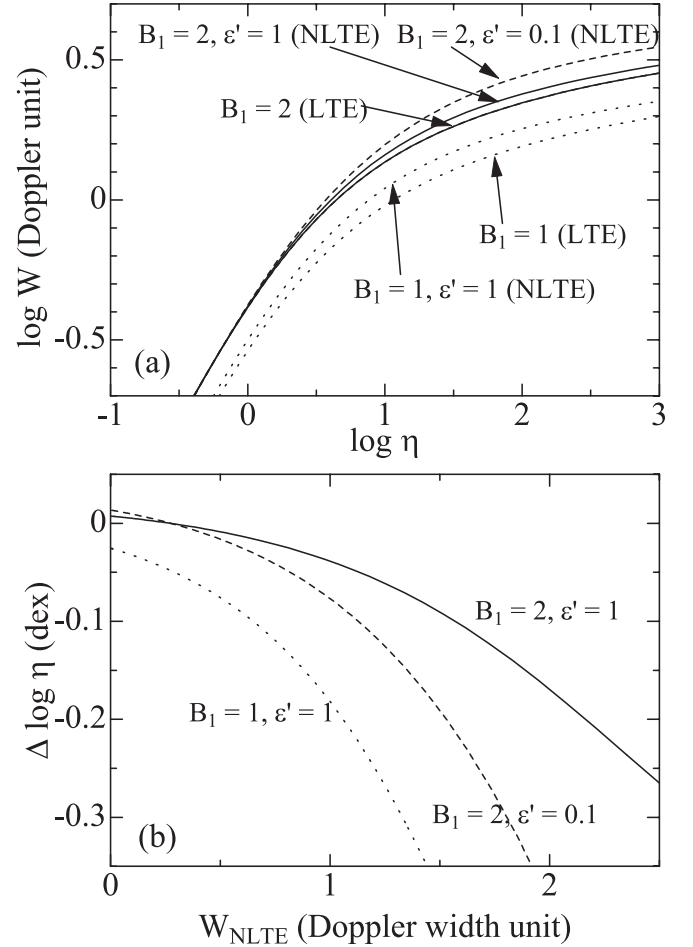 B1 = 2, ε' = 1 (NLTE)
B1 = 2, ε' = 0.1 (NLTE)
0.5
B1 = 2 (LTE)
0
B1 = 1 (LTE)
B1 = 1, ε' = 1 (NLTE)
-0.5
log W (Doppler unit)
(a)
-1 0 1 2 3
log η
0
-0.1
B1 = 2, ε' = 1
-0.2
B1 = 1, ε' = 1
-0.3
B1 = 2, ε' = 0.1
Δ log η (dex)
(b)
0 1 2
WNLTE (Doppler width unit)